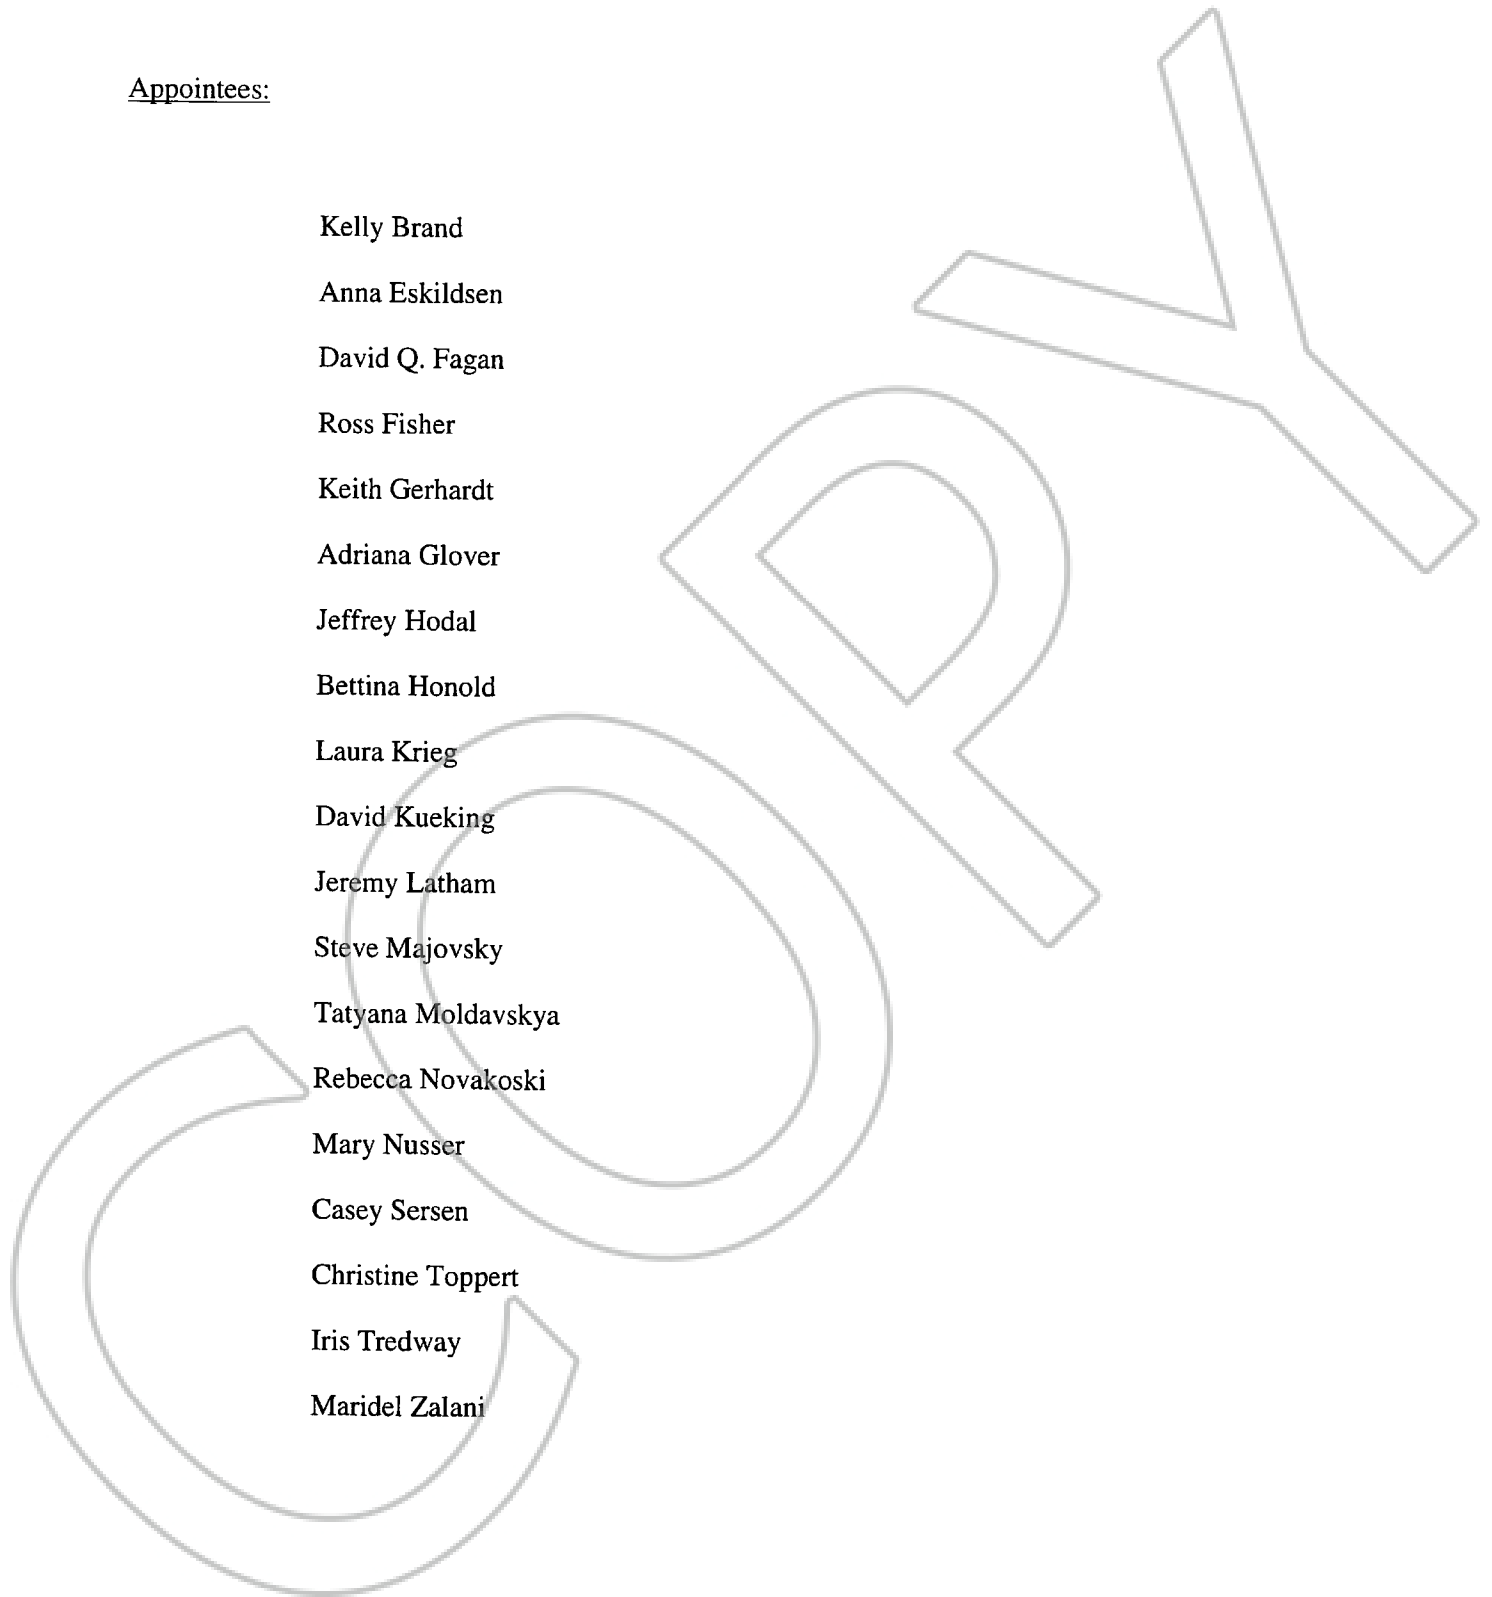 Appointees:
Kelly Brand
Anna Eskildsen
David Q. Fagan
Ross Fisher
Keith Gerhardt
Adriana Glover
Jeffrey Hodal
Bettina Honold
Laura Krieg
David Kueking
Jeremy Latham
Steve Majovsky
Tatyana Moldavskya
Rebecca Novakoski
Mary Nusser
Casey Sersen
Christine Toppert
Iris Tredway
Maridel Zalani
COPY